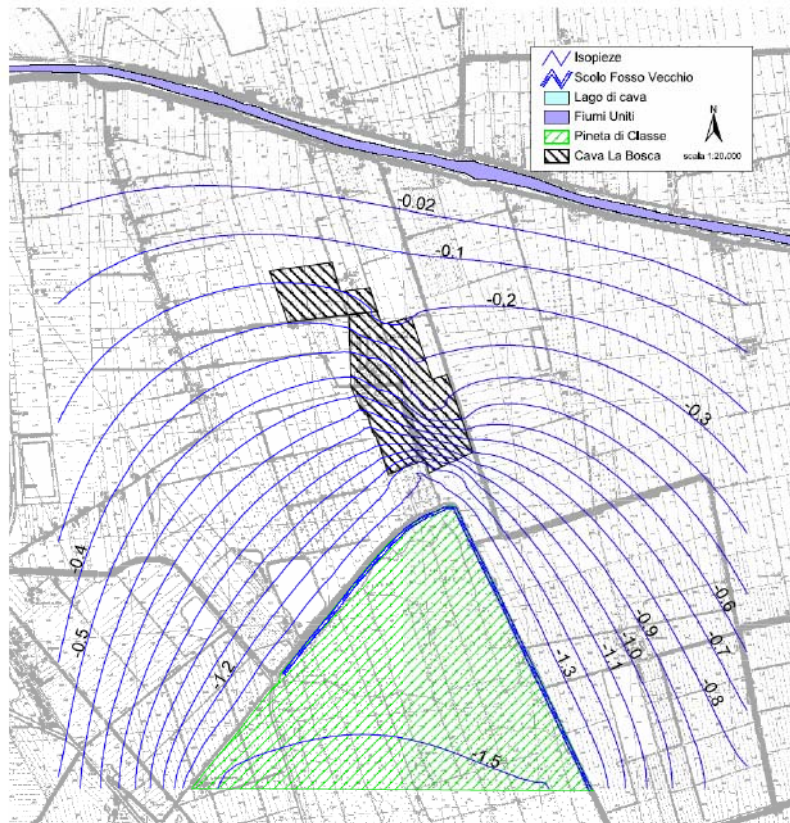 Isopieze
Scolo Fosso Vecchio
Lago di cava
Fiumi Uniti
Pineta di Classe
Cava La Bosca
N
scala 1:20.000
-0.02
-0.1
-0.2
-0.3
-0.4
-0.5
-0.6
-0.7
-0.8
-0.9
-1.0
-1.1
-1.2
-1.3
-1.5